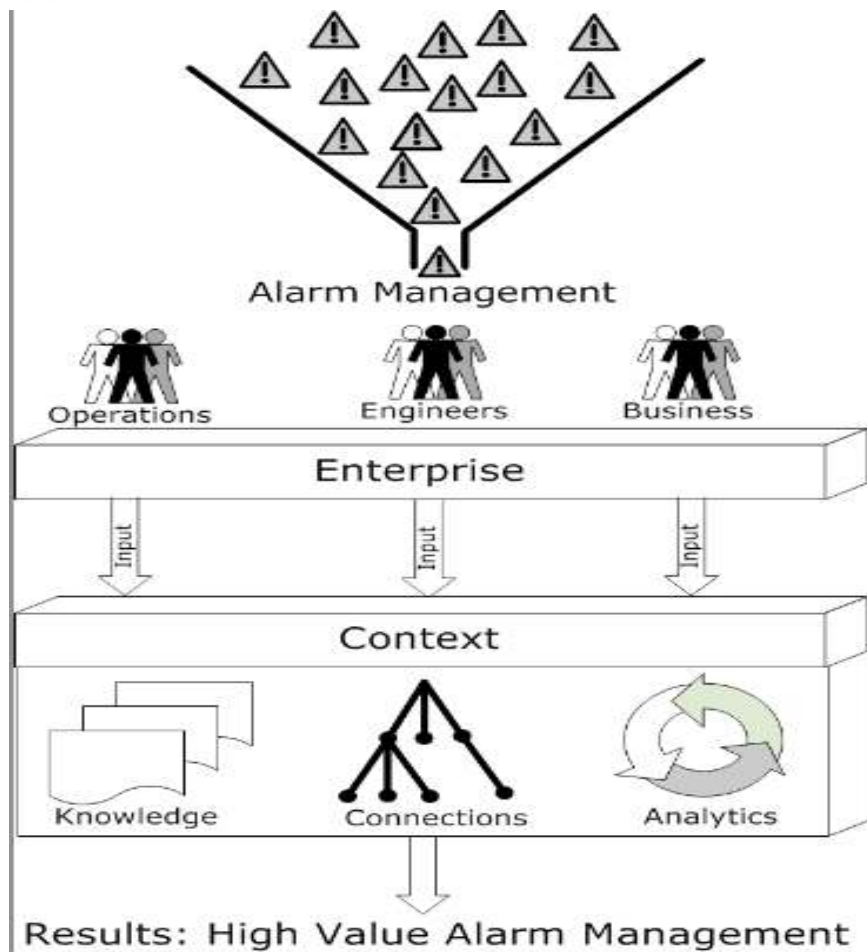 Alarm Management
Operations
Engineers
Business
Enterprise
Input
Input
Input
Context
Knowledge
Connections
Analytics
Results: High Value Alarm Management